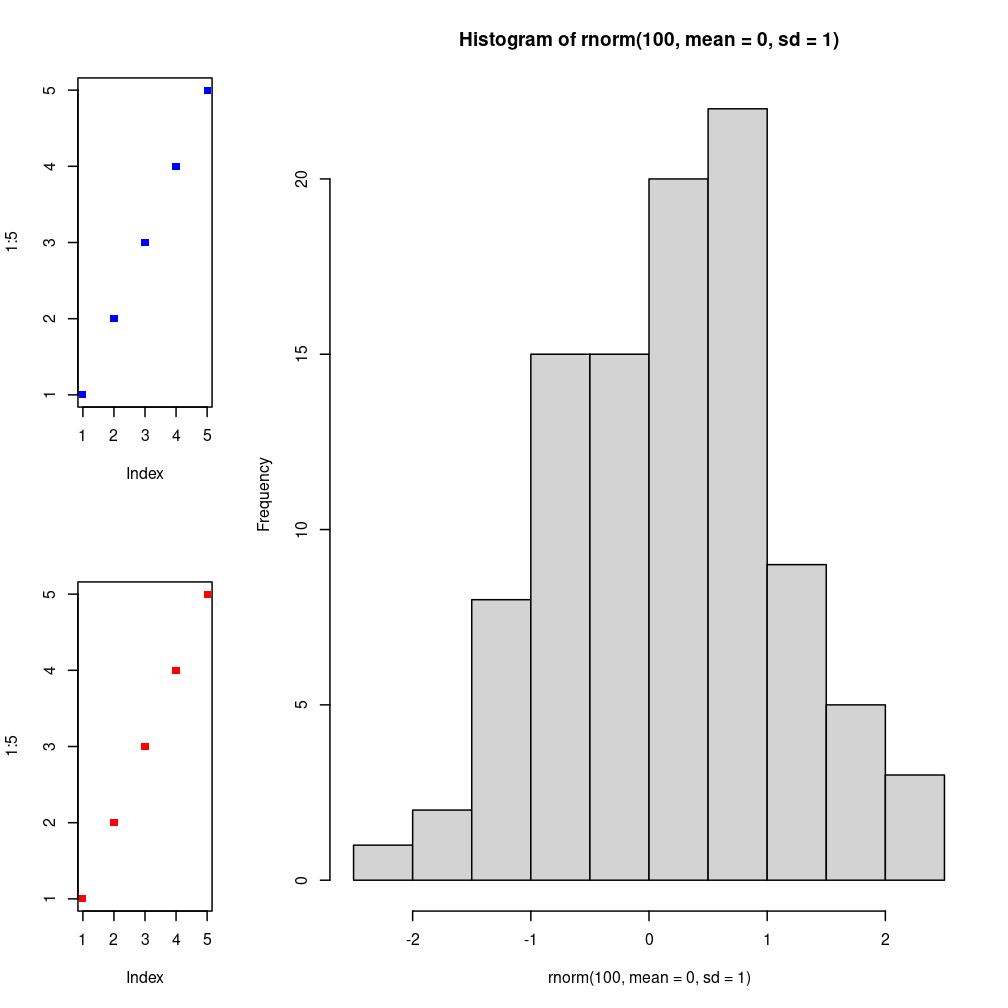 5
4
3
2
1
1:5
1 2 3 4 5
Index
5
4
3
2
1
1:5
1 2 3 4 5
Index
Histogram of rnorm(100, mean = 0, sd = 1)
20
15
10
5
0
Frequency
-2 -1 0 1 2
rnorm(100, mean = 0, sd = 1)